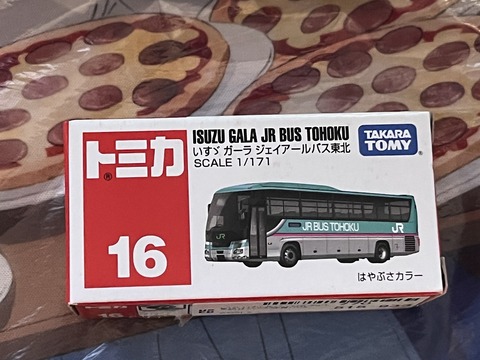 トミカ
®
16
ISUZU GALA JR BUS TOHOKU
いすゞ ガーラ ジェイアールバス東北
SCALE 1/171
TAKARA
TOMY
JR BUS TOHOKU
JR
はやぶさカラー
16